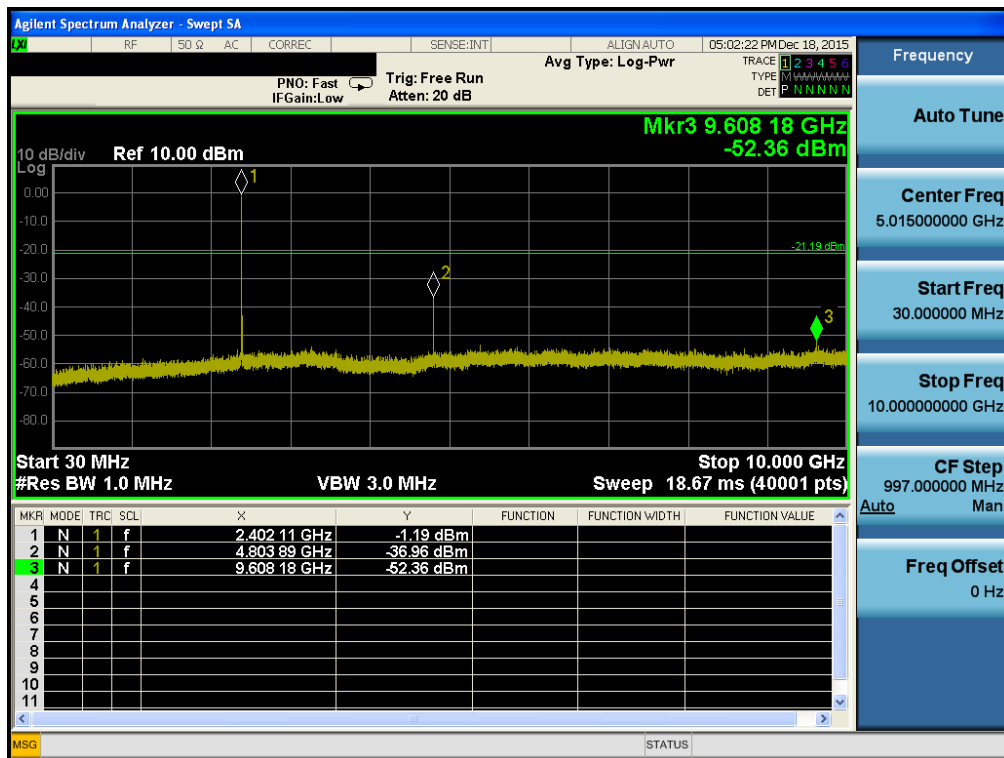 Agilent Spectrum Analyzer - Swept SA
LXI RF 50 Ω AC CORREC SENSE:INT ALIGN AUTO 05:02:22 PM Dec 18, 2015
Frequency
Avg Type: Log-Pwr
TRACE 1 2 3 4 5 6
PNO: Fast Trig: Free Run
TYPE M
IFGain:Low Atten: 20 dB
DET P N N N N N
Auto Tune
Mkr3 9.608 18 GHz
-52.36 dBm
10 dB/div Ref 10.00 dBm
Log
1
0.00
-10.0
-20.0
-21.19 dBm
-30.0
2
-40.0
3
-50.0
-60.0
-70.0
-80.0
Center Freq
5.015000000 GHz
Start Freq
30.000000 MHz
Stop Freq
10.000000000 GHz
Start 30 MHz Stop 10.000 GHz
#Res BW 1.0 MHz VBW 3.0 MHz Sweep 18.67 ms (40001 pts)
CF Step
997.000000 MHz
Auto Man
MKR MODE TRC SCL X Y FUNCTION FUNCTION WIDTH FUNCTION VALUE
1 N 1 f 2.402 11 GHz -1.19 dBm
2 N 1 f 4.803 89 GHz -36.96 dBm
3 N 1 f 9.608 18 GHz -52.36 dBm
4
5
6
7
8
9
10
11
Freq Offset
0 Hz
MSG STATUS